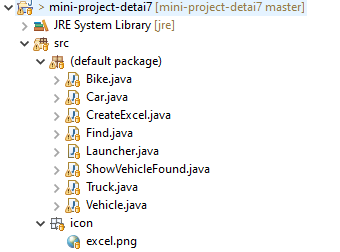 > mini-project-detai7 [mini-project-detai7 master]
JRE System Library [jre]
> src
> (default package)
> Bike.java
> Car.java
> CreateExcel.java
> Find.java
> Launcher.java
> ShowVehicleFound.java
> Truck.java
> Vehicle.java
icon
excel.png